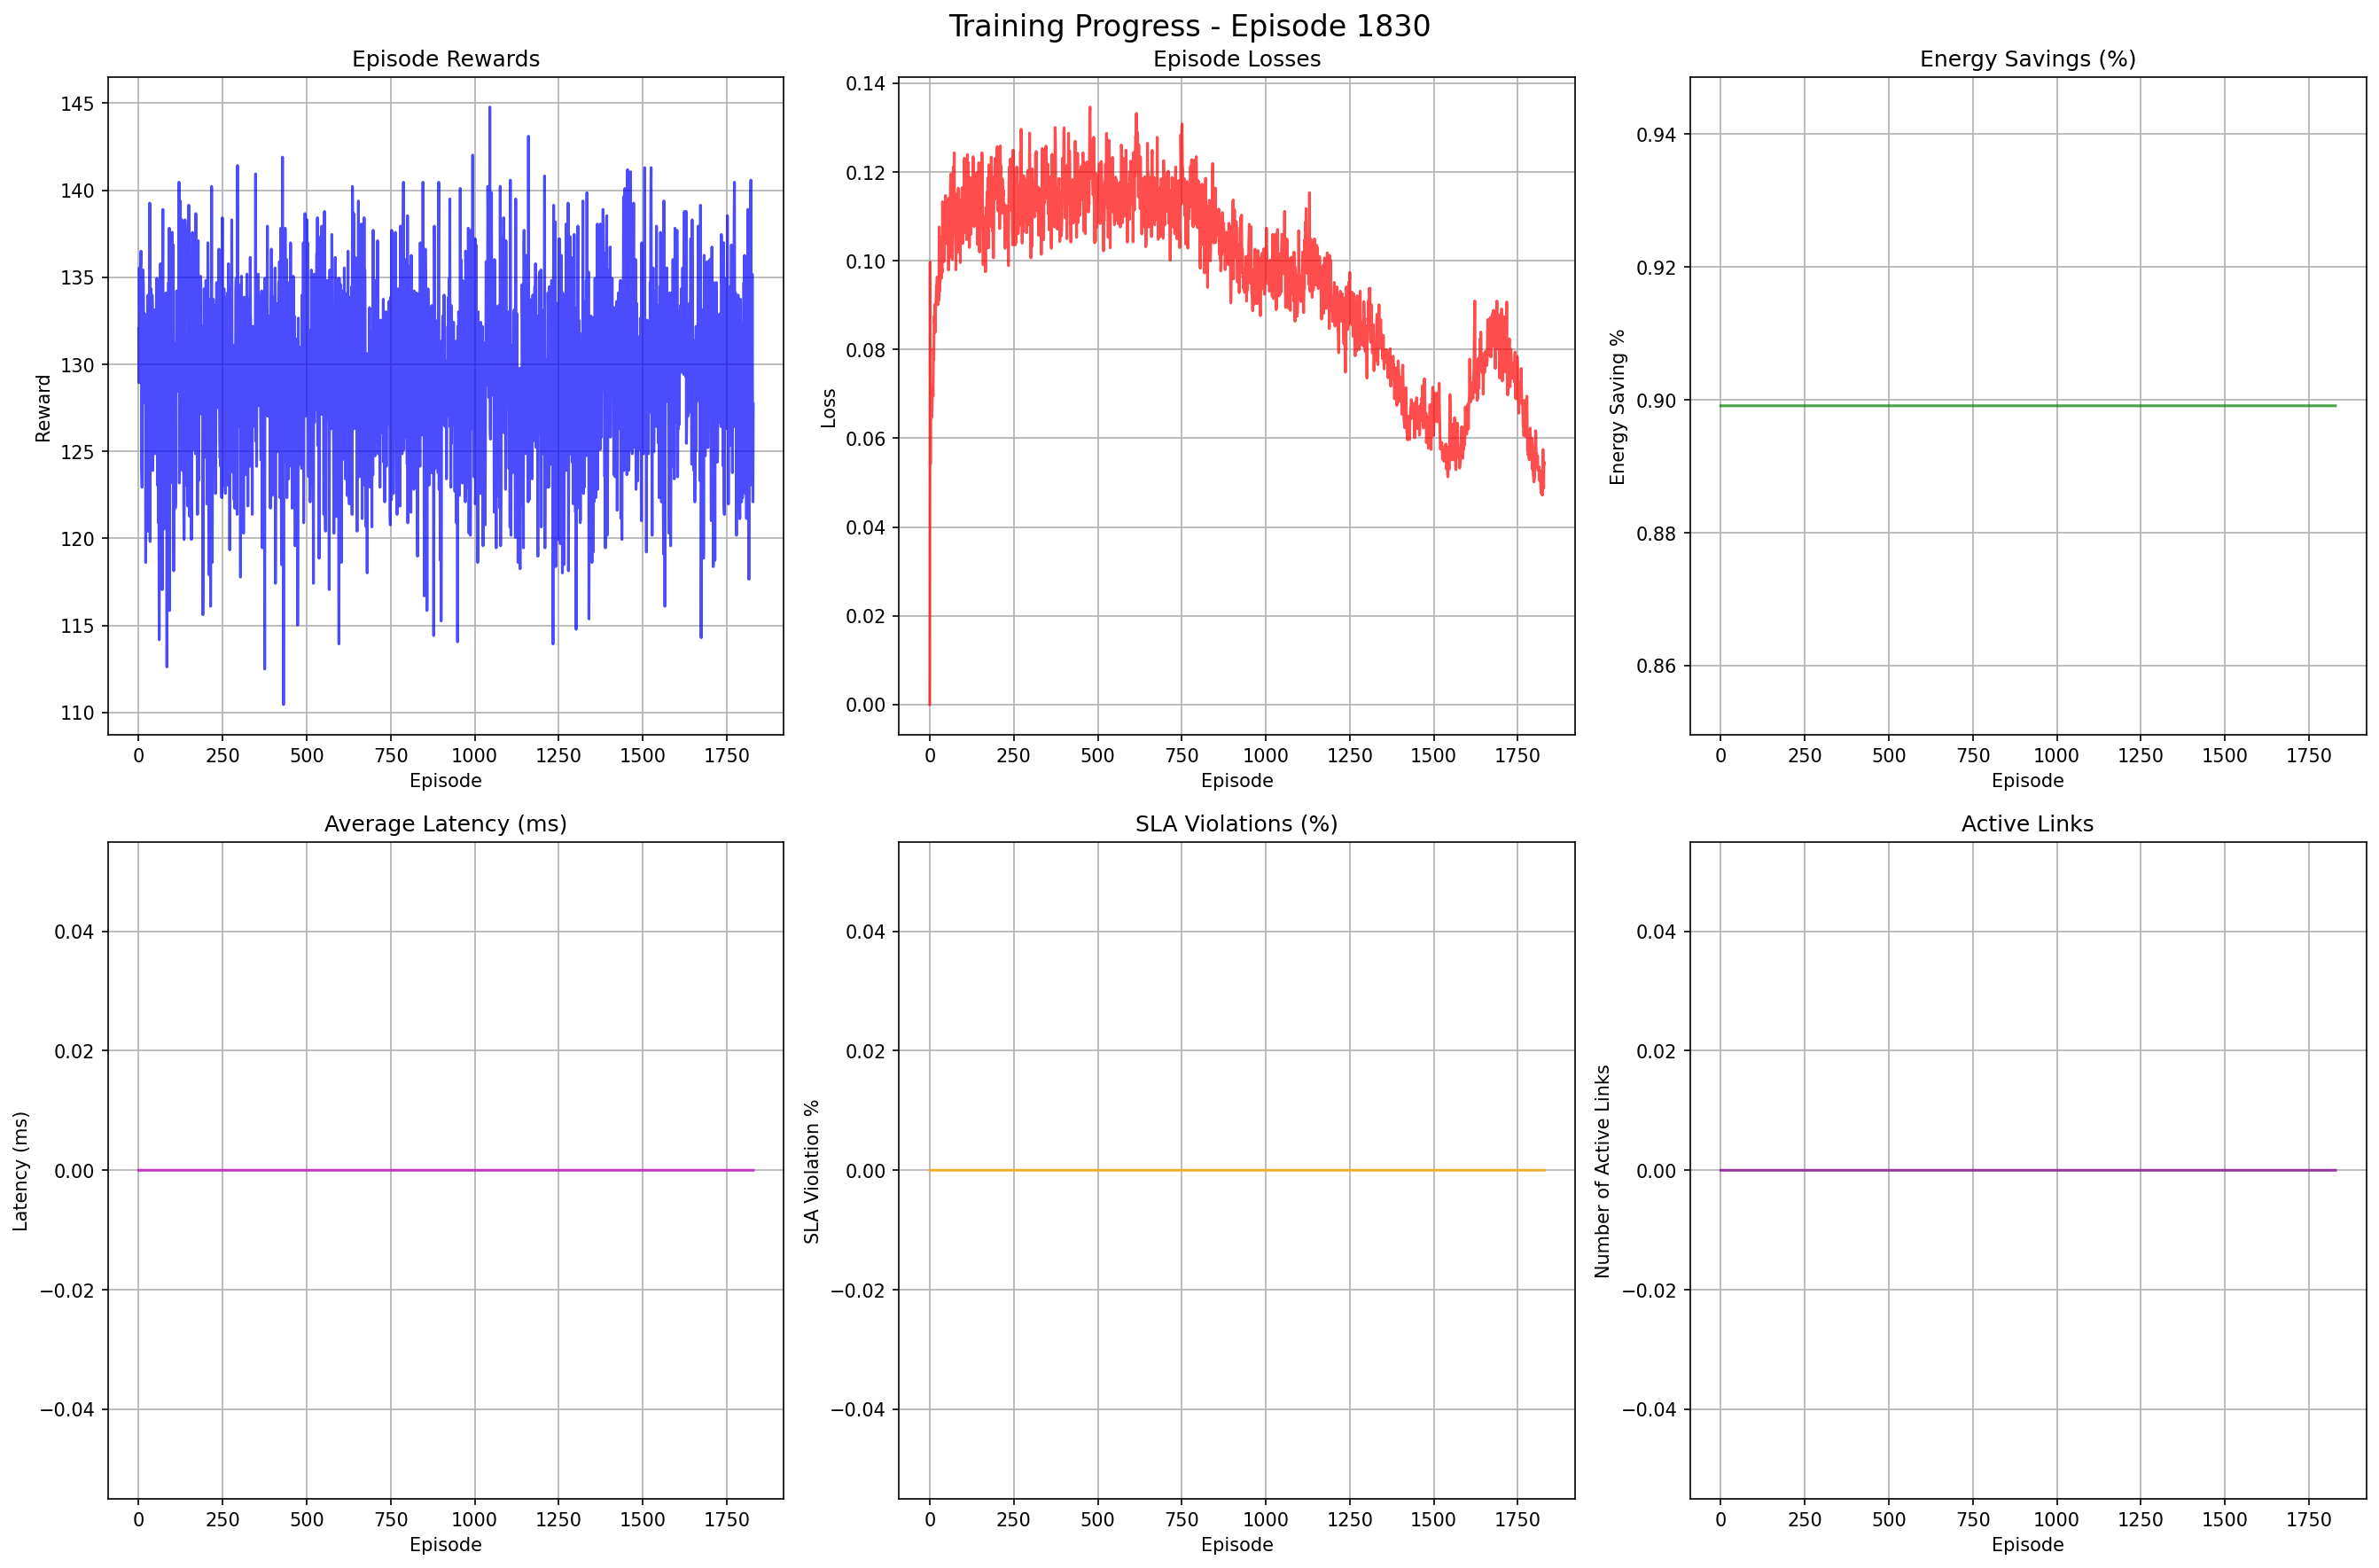 Training Progress - Episode 1830
Episode Rewards
145
140
135
130
125
120
115
110
Reward
0 250 500 750 1000 1250 1500 1750
Episode
Episode Losses
0.14
0.12
0.10
0.08
0.06
0.04
0.02
0.00
Loss
0 250 500 750 1000 1250 1500 1750
Episode
Energy Savings (%)
0.94
0.92
0.90
0.88
0.86
Energy Saving %
0 250 500 750 1000 1250 1500 1750
Episode
Average Latency (ms)
0.04
0.02
0.00
−0.02
−0.04
Latency (ms)
0 250 500 750 1000 1250 1500 1750
Episode
SLA Violations (%)
0.04
0.02
0.00
−0.02
−0.04
SLA Violation %
0 250 500 750 1000 1250 1500 1750
Episode
Active Links
0.04
0.02
0.00
−0.02
−0.04
Number of Active Links
0 250 500 750 1000 1250 1500 1750
Episode